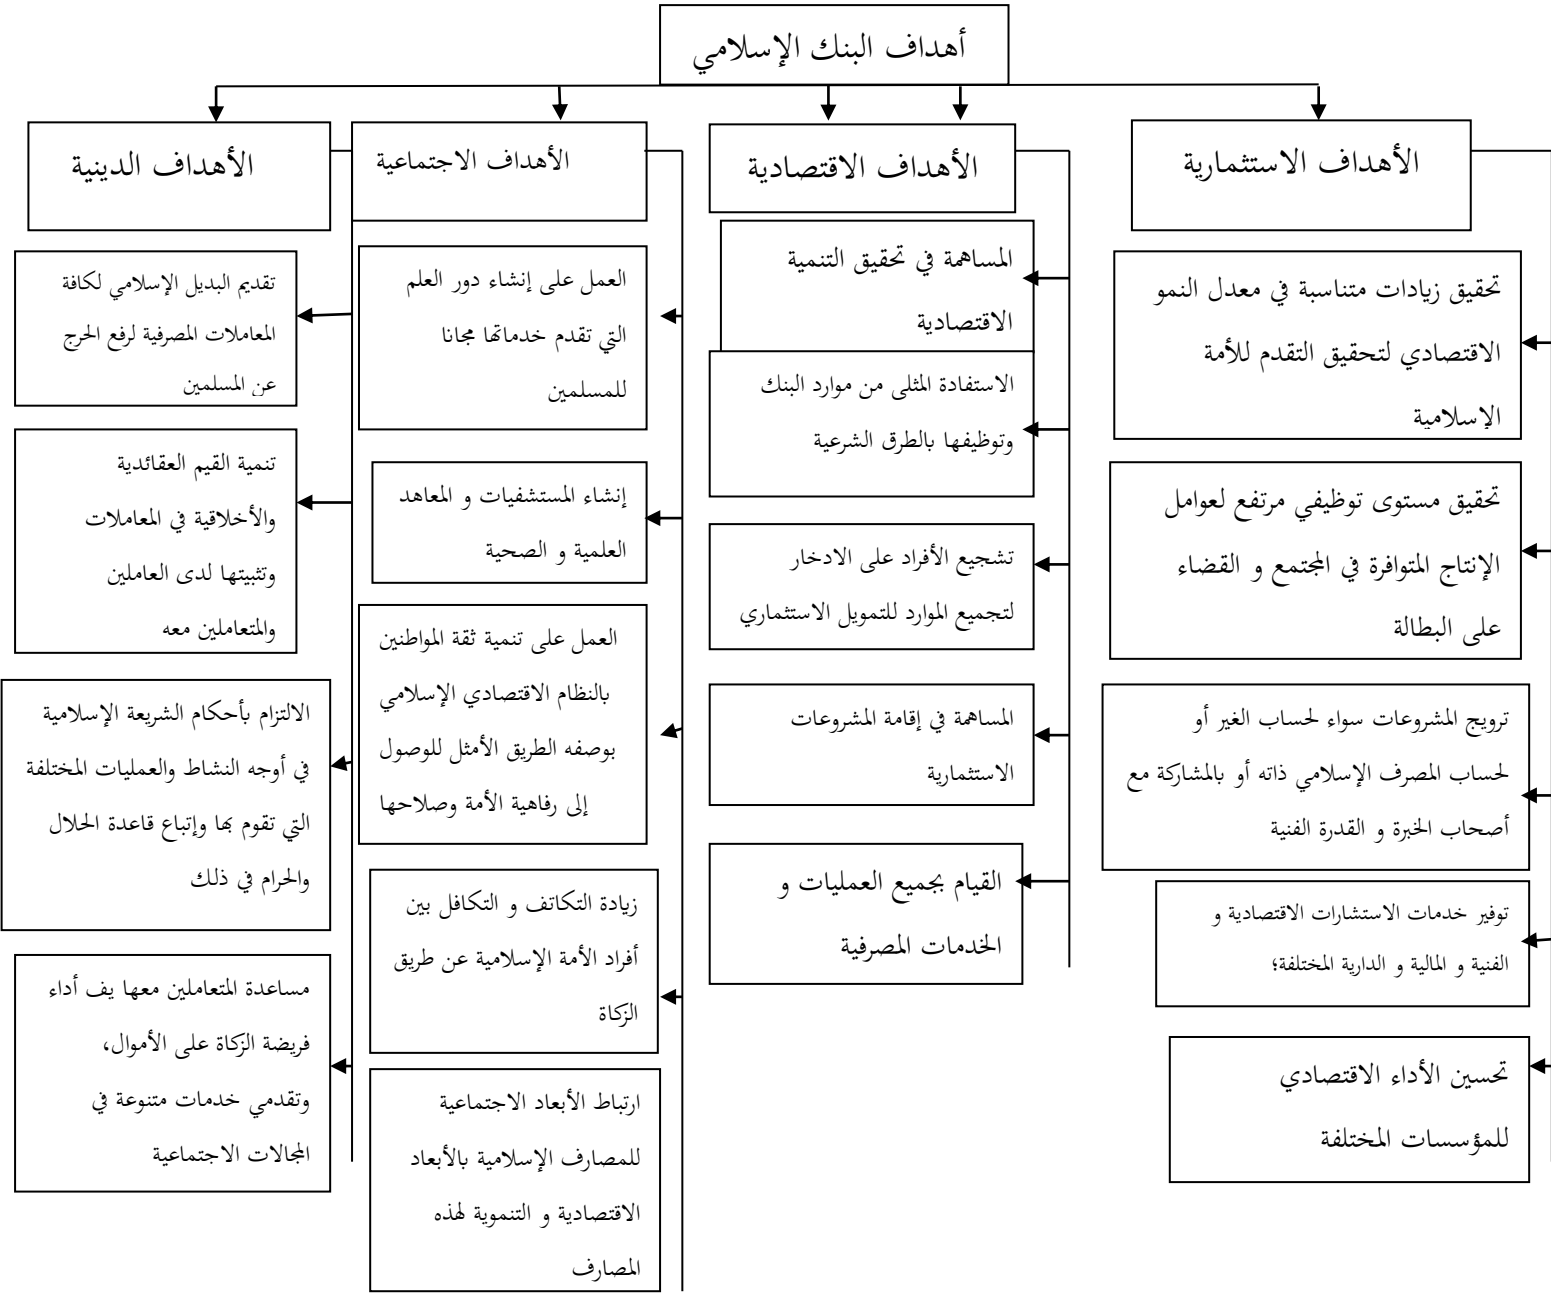 أهداف البنك الإسلامي
الأهداف الاستثمارية
تحقيق زيادات متناسبة في معدل النمو
الاقتصادي لتحقيق التقدم للأمة
الإسلامية
تحقيق مستوى توظيفي مرتفع لعوامل
الإنتاج المتوافرة في المجتمع و القضاء
على البطالة
ترويج المشروعات سواء لحساب الغير أو
لحساب المصرف الإسلامي ذاته أو بالمشاركة مع
أصحاب الخبرة و القدرة الفنية
توفير خدمات الاستشارات الاقتصادية و
الفنية و المالية و الدارية المختلفة؛
تحسين الأداء الاقتصادي
للمؤسسات المختلفة
الأهداف الاقتصادية
المساهمة في تحقيق التنمية
الاقتصادية
الاستفادة المثلى من موارد البنك
وتوظيفها بالطرق الشرعية
تشجيع الأفراد على الادخار
لتجميع الموارد للتمويل الاستثماري
المساهمة في إقامة المشروعات
الاستثمارية
القيام بجميع العمليات و
الخدمات المصرفية
الأهداف الاجتماعية
العمل على إنشاء دور العلم
التي تقدم خدماتها مجانا
للمسلمين
إنشاء المستشفيات و المعاهد
العلمية و الصحية
العمل على تنمية ثقة المواطنين
بالنظام الاقتصادي الإسلامي
بوصفه الطريق الأمثل للوصول
إلى رفاهية الأمة وصلاحها
زيادة التكاتف و التكافل بين
أفراد الأمة الإسلامية عن طريق
الزكاة
ارتباط الأبعاد الاجتماعية
للمصارف الإسلامية بالأبعاد
الاقتصادية و التنموية لهذه
المصارف
الأهداف الدينية
تقديم البديل الإسلامي لكافة
المعاملات المصرفية لرفع الحرج
عن المسلمين
تنمية القيم العقائدية
والأخلاقية في المعاملات
وتثبيتها لدى العاملين
والمتعاملين معه
الالتزام بأحكام الشريعة الإسلامية
في أوجه النشاط والعمليات المختلفة
التي تقوم بها وإتباع قاعدة الحلال
والحرام في ذلك
مساعدة المتعاملين معها يف أداء
فريضة الزكاة على الأموال،
وتقدمي خدمات متنوعة في
المجالات الاجتماعية